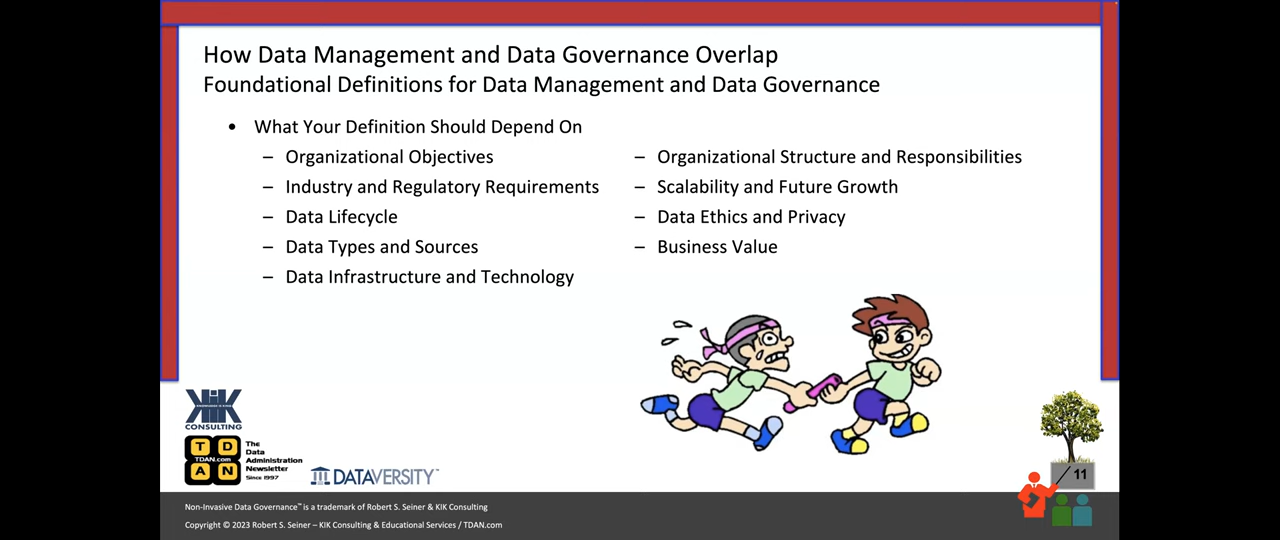 How Data Management and Data Governance Overlap
Foundational Definitions for Data Management and Data Governance
• What Your Definition Should Depend On
– Organizational Objectives
– Industry and Regulatory Requirements
– Data Lifecycle
– Data Types and Sources
– Data Infrastructure and Technology
– Organizational Structure and Responsibilities
– Scalability and Future Growth
– Data Ethics and Privacy
– Business Value
KIK
CONSULTING
T D
TDAN.com
A N
The
Data
Administration
Newsletter
Since 1997
DATAVERSITY™
11
Non-Invasive Data Governance™ is a trademark of Robert S. Seiner & KIK Consulting
Copyright © 2023 Robert S. Seiner – KIK Consulting & Educational Services / TDAN.com